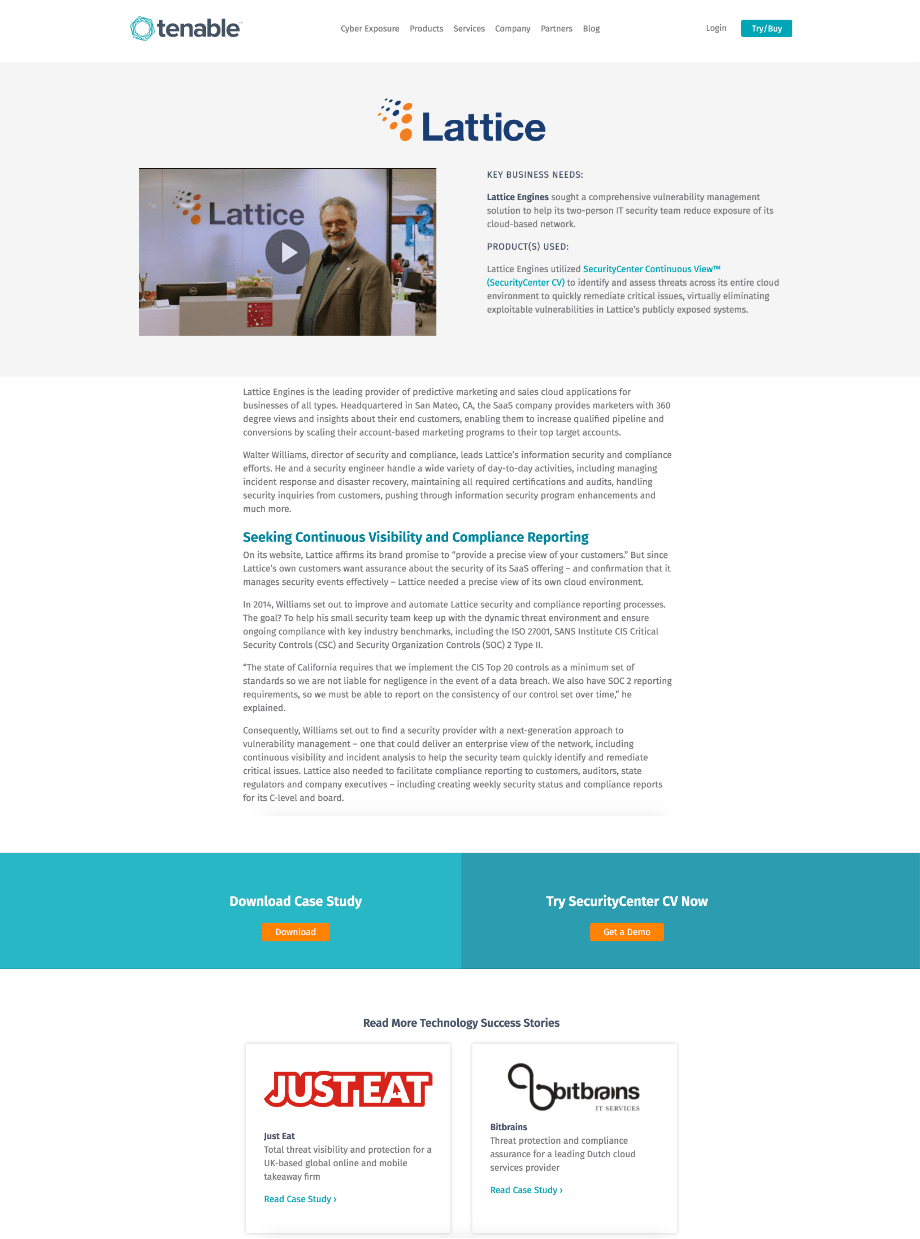 tenable
Cyber Exposure Products Services Company Partners Blog
Login Try/Buy
Lattice
Lattice
KEY BUSINESS NEEDS:
Lattice Engines sought a comprehensive vulnerability management
solution to help its two-person IT security team reduce exposure of its
cloud-based network.
PRODUCT(S) USED:
Lattice Engines utilized SecurityCenter Continuous View™
(SecurityCenter CV) to identify and assess threats across its entire cloud
environment to quickly remediate critical issues, virtually eliminating
exploitable vulnerabilities in Lattice’s publicly exposed systems.
Lattice Engines is the leading provider of predictive marketing and sales cloud applications for
businesses of all types. Headquartered in San Mateo, CA, the SaaS company provides marketers with 360
degree views and insights about their end customers, enabling them to increase qualified pipeline and
conversions by scaling their account-based marketing programs to their top target accounts.
Walter Williams, director of security and compliance, leads Lattice’s information security and compliance
efforts. He and a security engineer handle a wide variety of day-to-day activities, including managing
incident response and disaster recovery, maintaining all required certifications and audits, handling
security inquiries from customers, pushing through information security program enhancements and
much more.
Seeking Continuous Visibility and Compliance Reporting
On its website, Lattice affirms its brand promise to “provide a precise view of your customers.” But since
Lattice’s own customers want assurance about the security of its SaaS offering – and confirmation that it
manages security events effectively – Lattice needed a precise view of its own cloud environment.
In 2014, Williams set out to improve and automate Lattice security and compliance reporting processes.
The goal? To help his small security team keep up with the dynamic threat environment and ensure
ongoing compliance with key industry benchmarks, including the ISO 27001, SANS Institute CIS Critical
Security Controls (CSC) and Security Organization Controls (SOC) 2 Type II.
“The state of California requires that we implement the CIS Top 20 controls as a minimum set of
standards so we are not liable for negligence in the event of a data breach. We also have SOC 2 reporting
requirements, so we must be able to report on the consistency of our control set over time,” he
explained.
Consequently, Williams set out to find a security provider with a next-generation approach to
vulnerability management – one that could deliver an enterprise view of the network, including
continuous visibility and incident analysis to help the security team quickly identify and remediate
critical issues. Lattice also needed to facilitate compliance reporting to customers, auditors, state
regulators and company executives – including creating weekly security status and compliance reports
for its C-level and board.
Download Case Study
Download
Try SecurityCenter CV Now
Get a Demo
Read More Technology Success Stories
JUST EAT
Just Eat
Total threat visibility and protection for a
UK-based global online and mobile
takeaway firm
Read Case Study ›
bitbrains
IT SERVICES
Bitbrains
Threat protection and compliance
assurance for a leading Dutch cloud
services provider
Read Case Study ›